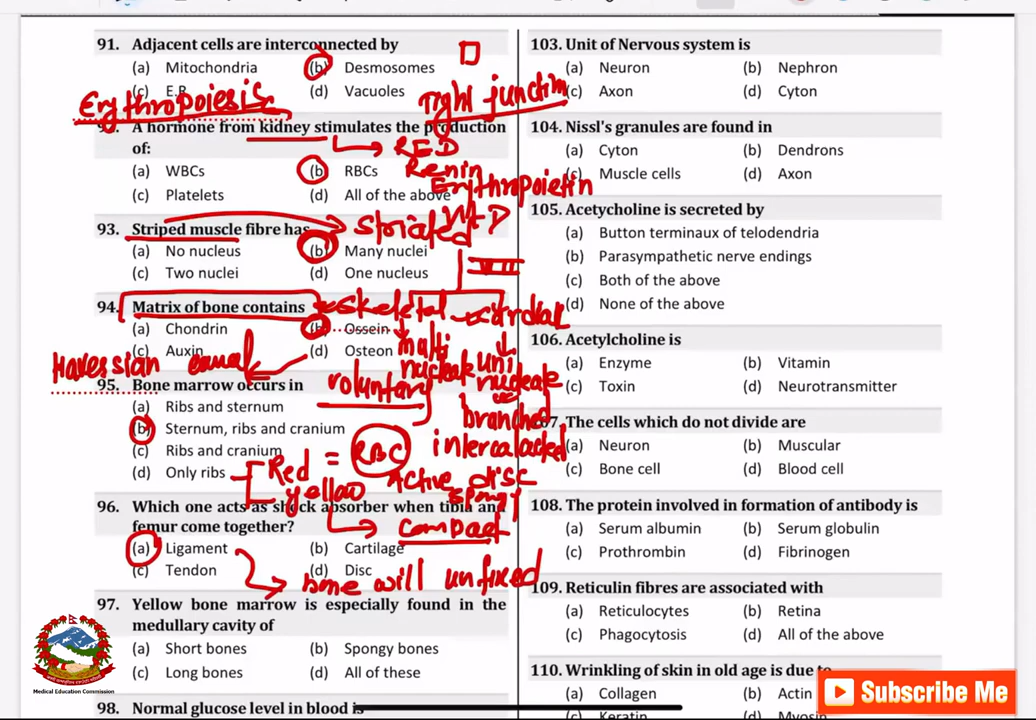 91. Adjacent cells are interconnected by
(a) Mitochondria (b) Desmosomes
(c) E.R (d) Vacuoles
Erythropoiesis
Tight junction
A hormone from kidney stimulates the production
of:
RED
(a) WBCs (b) RBCs
Renin
Erythropoietin
(c) Platelets (d) All of the above
93. Striped muscle fibre has
striated
(a) No nucleus (b) Many nuclei
(c) Two nuclei (d) One nucleus
94. Matrix of bone contains
skeletal
cardiac
(a) Chondrin (b) Ossein
(c) Auxin (d) Osteon
multi
nucleate
uni
nucleate
Haversian canal
95. Bone marrow occurs in
voluntary
branched
intercalacked
disc
(a) Ribs and sternum
(b) Sternum, ribs and cranium
(c) Ribs and cranium
(d) Only ribs
Red = RBC
yellow
Active
spongy
compact
96. Which one acts as shock absorber when tibia and
femur come together?
(a) Ligament (b) Cartilage
(c) Tendon (d) Disc
bone will unfixed
97. Yellow bone marrow is especially found in the
medullary cavity of
(a) Short bones (b) Spongy bones
(c) Long bones (d) All of these
98. Normal glucose level in blood is
Medical Education Commission
103. Unit of Nervous system is
(a) Neuron (b) Nephron
(c) Axon (d) Cyton
104. Nissl's granules are found in
(a) Cyton (b) Dendrons
(c) Muscle cells (d) Axon
105. Acetycholine is secreted by
(a) Button terminaux of telodendria
(b) Parasympathetic nerve endings
(c) Both of the above
(d) None of the above
106. Acetylcholine is
(a) Enzyme (b) Vitamin
(c) Toxin (d) Neurotransmitter
The cells which do not divide are
(a) Neuron (b) Muscular
(c) Bone cell (d) Blood cell
108. The protein involved in formation of antibody is
(a) Serum albumin (b) Serum globulin
(c) Prothrombin (d) Fibrinogen
109. Reticulin fibres are associated with
(a) Reticulocytes (b) Retina
(c) Phagocytosis (d) All of the above
110. Wrinkling of skin in old age is due to
(a) Collagen (b) Actin
(c) Keratin (d) Myosin
Subscribe Me